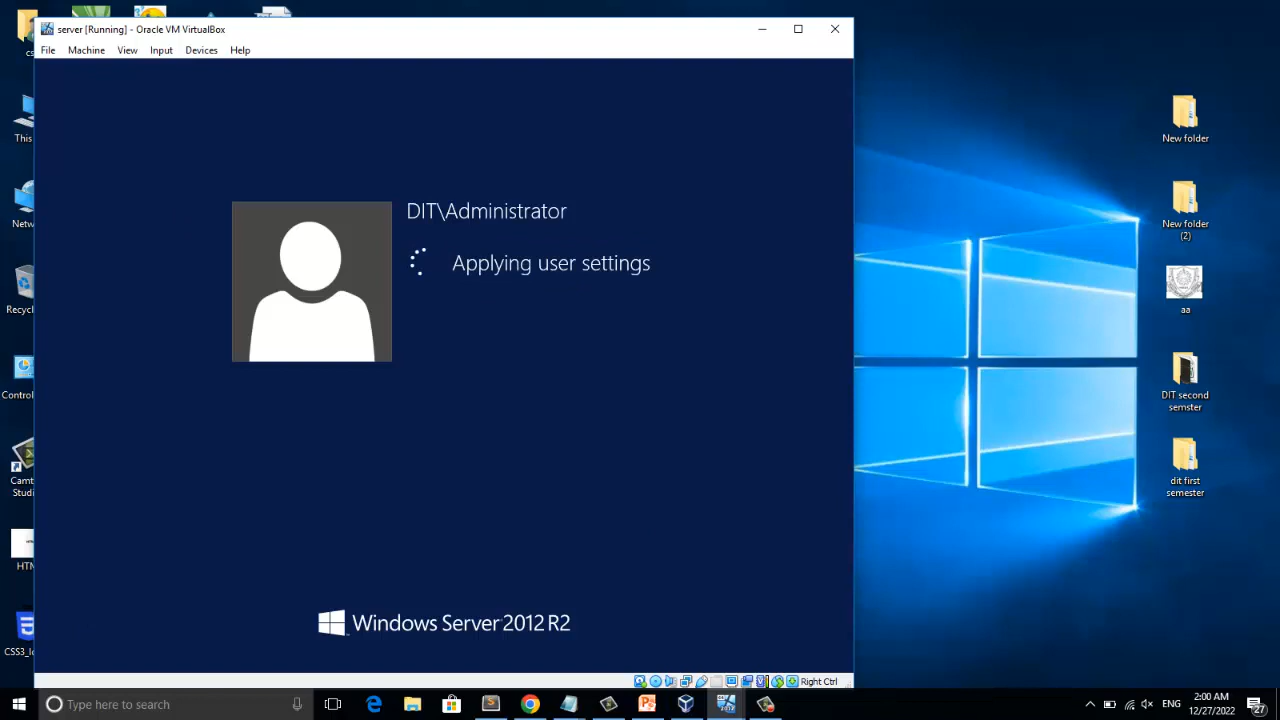 server [Running] - Oracle VM VirtualBox
File Machine View Input Devices Help
DIT\Administrator
Applying user settings
Windows Server 2012 R2
Right Ctrl
This
Netw
Recyc
Control
Camt
Studi
HTM
CSS3_lo
New folder
New folder
(2)
aa
DIT second
semster
dit first
semester
Type here to search
ENG
2:00 AM
12/27/2022
27